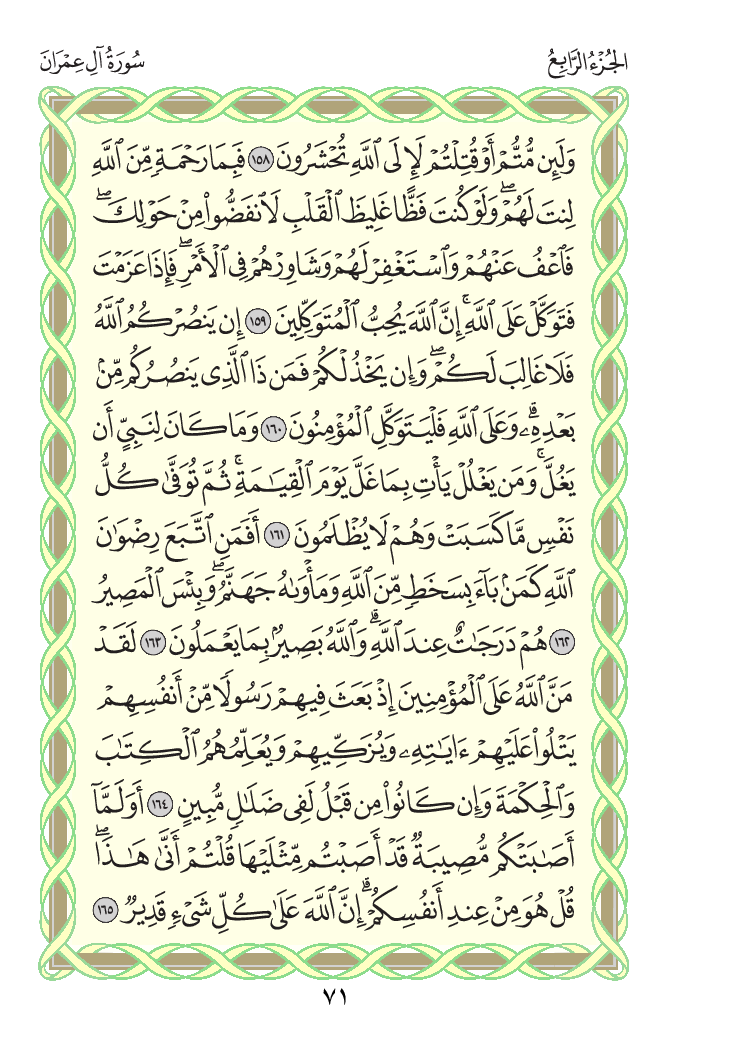 الجُزْءُ الرَّابِعُ
سُورَةُ آلِ عِمْرَانَ
وَلَئِن مُّتُّمْ أَوْ قُتِلْتُمْ لَإِلَى ٱللَّهِ تُحْشَرُونَ ١٥٨ فَبِمَا رَحْمَةٍ مِّنَ ٱللَّهِ
لِنتَ لَهُمْۖ وَلَوْ كُنتَ فَظًّا غَلِيظَ ٱلْقَلْبِ لَٱنفَضُّوا۟ مِنْ حَوْلِكَۖ
فَٱعْفُ عَنْهُمْ وَٱسْتَغْفِرْ لَهُمْ وَشَاوِرْهُمْ فِى ٱلْأَمْرِۖ فَإِذَا عَزَمْتَ
فَتَوَكَّلْ عَلَى ٱللَّهِۚ إِنَّ ٱللَّهَ يُحِبُّ ٱلْمُتَوَكِّلِينَ ١٥٩ إِن يَنصُرْكُمُ ٱللَّهُ
فَلَا غَالِبَ لَكُمْۖ وَإِن يَخْذُلْكُمْ فَمَن ذَا ٱلَّذِى يَنصُرُكُم مِّنۢ
بَعْدِهِۦۗ وَعَلَى ٱللَّهِ فَلْيَتَوَكَّلِ ٱلْمُؤْمِنُونَ ١٦٠ وَمَا كَانَ لِنَبِىٍّ أَن
يَغُلَّۚ وَمَن يَغْلُلْ يَأْتِ بِمَا غَلَّ يَوْمَ ٱلْقِيَـٰمَةِۚ ثُمَّ تُوَفَّىٰ كُلُّ
نَفْسٍ مَّا كَسَبَتْ وَهُمْ لَا يُظْلَمُونَ ١٦١ أَفَمَنِ ٱتَّبَعَ رِضْوَٰنَ
ٱللَّهِ كَمَنۢ بَآءَ بِسَخَطٍ مِّنَ ٱللَّهِ وَمَأْوَىٰهُ جَهَنَّمُۖ وَبِئْسَ ٱلْمَصِيرُ
١٦٢ هُمْ دَرَجَـٰتٌ عِندَ ٱللَّهِۗ وَٱللَّهُ بَصِيرٌۢ بِمَا يَعْمَلُونَ ١٦٣ لَقَدْ
مَنَّ ٱللَّهُ عَلَى ٱلْمُؤْمِنِينَ إِذْ بَعَثَ فِيهِمْ رَسُولًا مِّنْ أَنفُسِهِمْ
يَتْلُوا۟ عَلَيْهِمْ ءَايَـٰتِهِۦ وَيُزَكِّيهِمْ وَيُعَلِّمُهُمُ ٱلْكِتَـٰبَ
وَٱلْحِكْمَةَ وَإِن كَانُوا۟ مِن قَبْلُ لَفِى ضَلَـٰلٍ مُّبِينٍ ١٦٤ أَوَلَمَّآ
أَصَـٰبَتْكُم مُّصِيبَةٌ قَدْ أَصَبْتُم مِّثْلَيْهَا قُلْتُمْ أَنَّىٰ هَـٰذَاۖ
قُلْ هُوَ مِنْ عِندِ أَنفُسِكُمْۗ إِنَّ ٱللَّهَ عَلَىٰ كُلِّ شَىْءٍ قَدِيرٌ ١٦٥
٧١